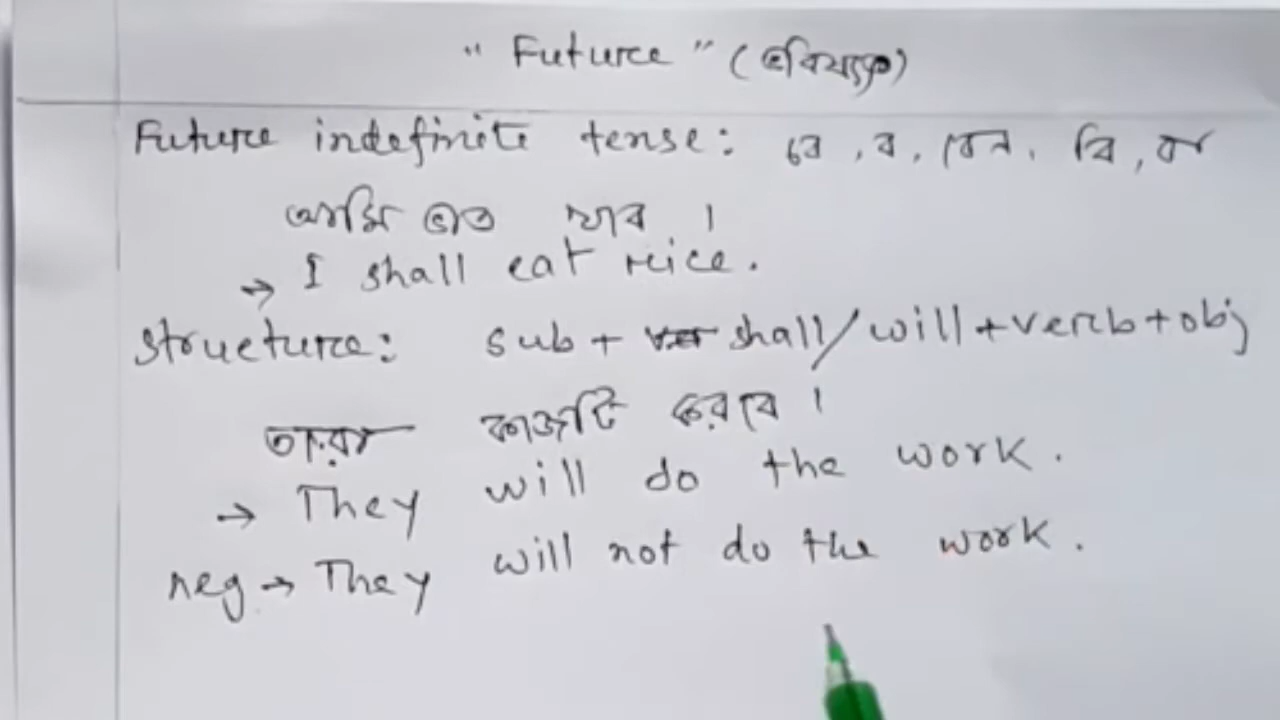 " Future " (ভবিষ্যৎ)
Future indefinite tense: বে, ব, বেন, বি, বা
আমি ভাত খাব ।
→ I shall eat rice.
structure: sub + shall/will+verb+obj
তারা কাজটি করবে ।
→ They will do the work.
neg → They will not do the work.